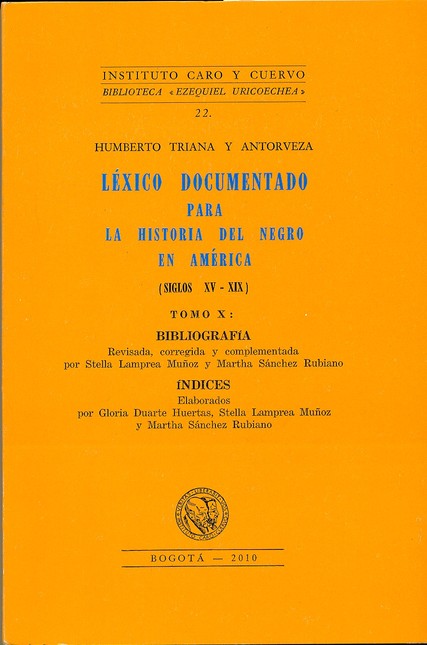 INSTITUTO CARO Y CUERVO
BIBLIOTECA «EZEQUIEL URICOECHEA»
22.
HUMBERTO TRIANA Y ANTORVEZA
LÉXICO DOCUMENTADO
PARA
LA HISTORIA DEL NEGRO
EN AMÉRICA
(SIGLOS XV - XIX)
TOMO X:
BIBLIOGRAFÍA
Revisada, corregida y complementada
por Stella Lamprea Muñoz y Martha Sánchez Rubiano
ÍNDICES
Elaborados
por Gloria Duarte Huertas, Stella Lamprea Muñoz
y Martha Sánchez Rubiano
BOGOTÁ — 2010